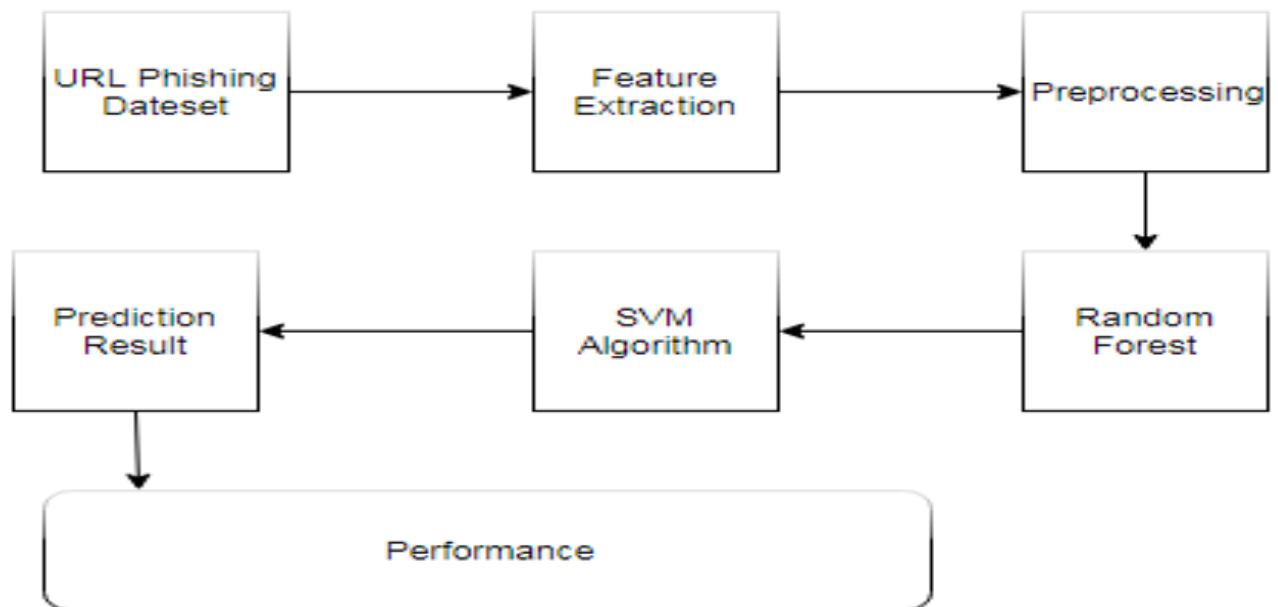 URL Phishing
Dateset
Feature
Extraction
Preprocessing
Random
Forest
SVM
Algorithm
Prediction
Result
Performance